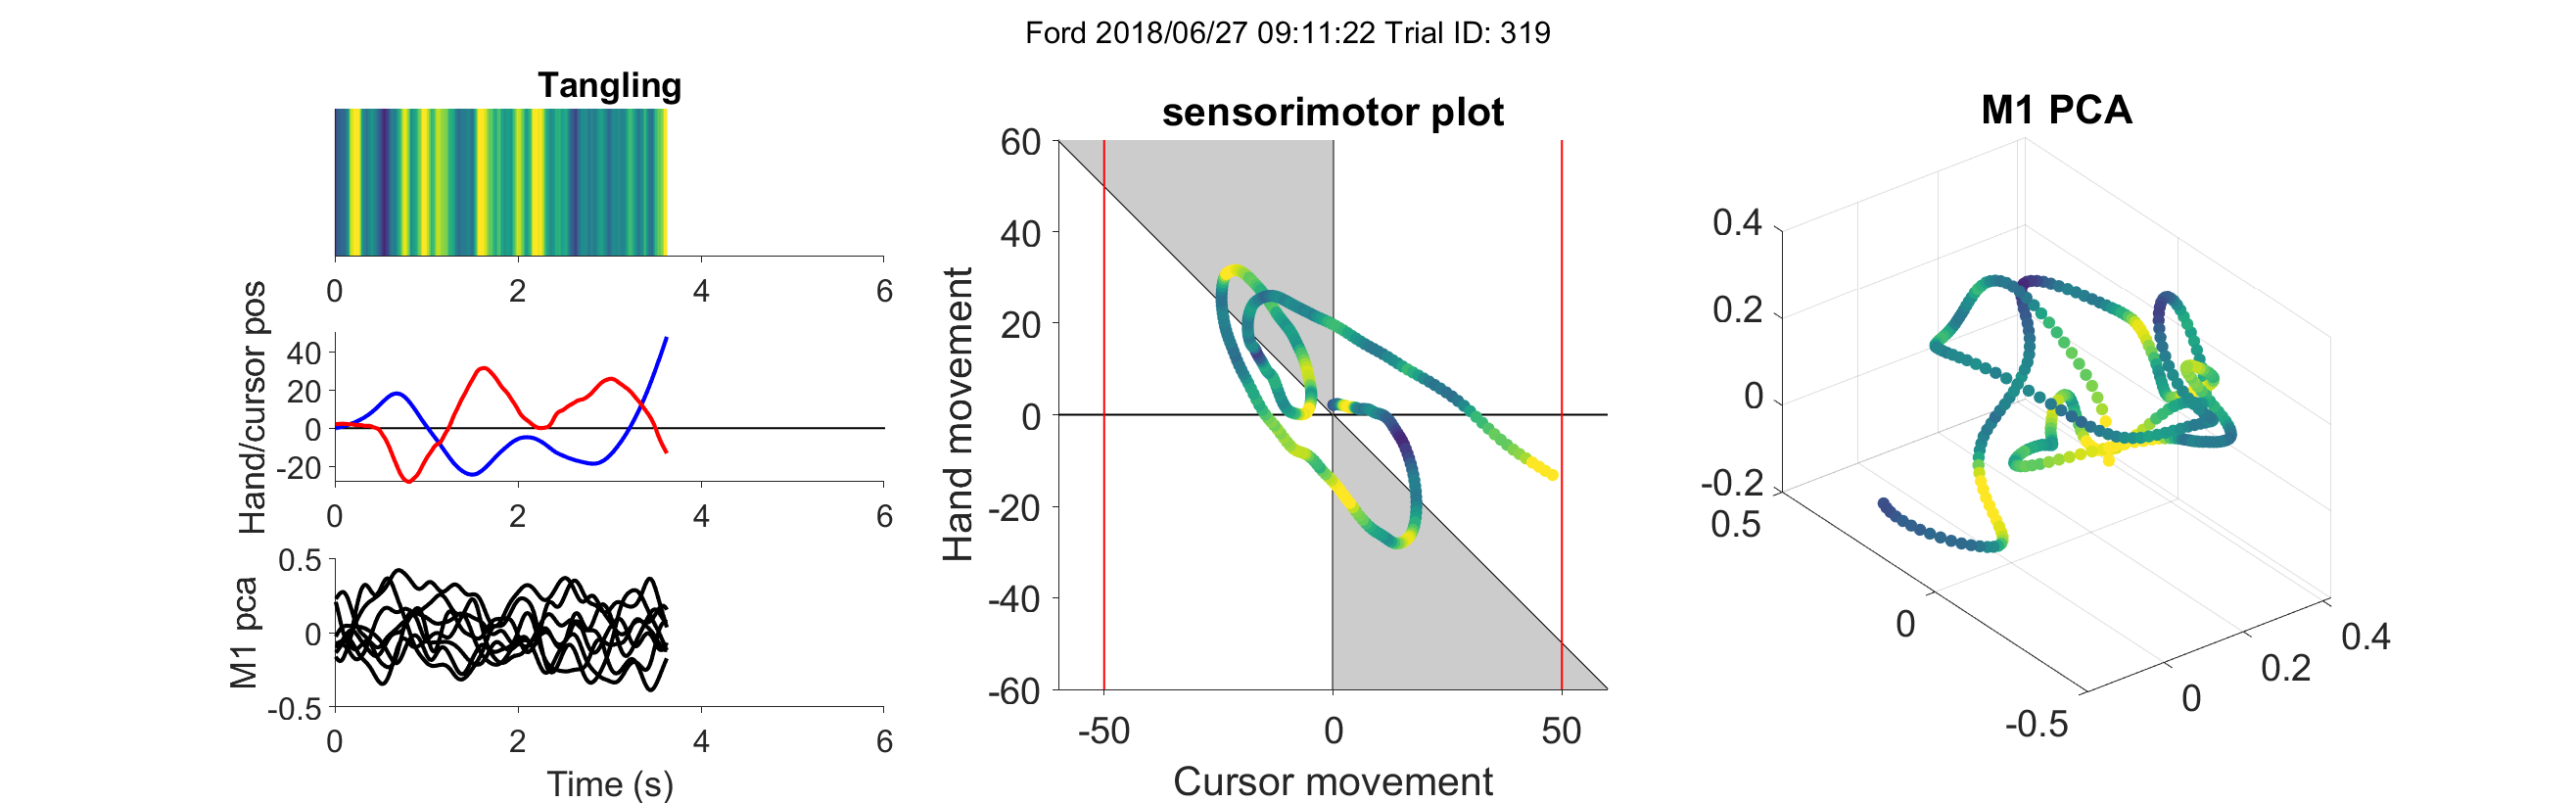 Ford 2018/06/27 09:11:22 Trial ID: 319
Tangling
0 2 4 6
Hand/cursor pos
40
20
0
-20
0 2 4 6
M1 pca
0.5
0
-0.5
0 2 4 6
Time (s)
sensorimotor plot
Hand movement
60
40
20
0
-20
-40
-60
-50 0 50
Cursor movement
M1 PCA
0.4
0.2
0
-0.2
0.5
0
-0.5
0
0.2
0.4